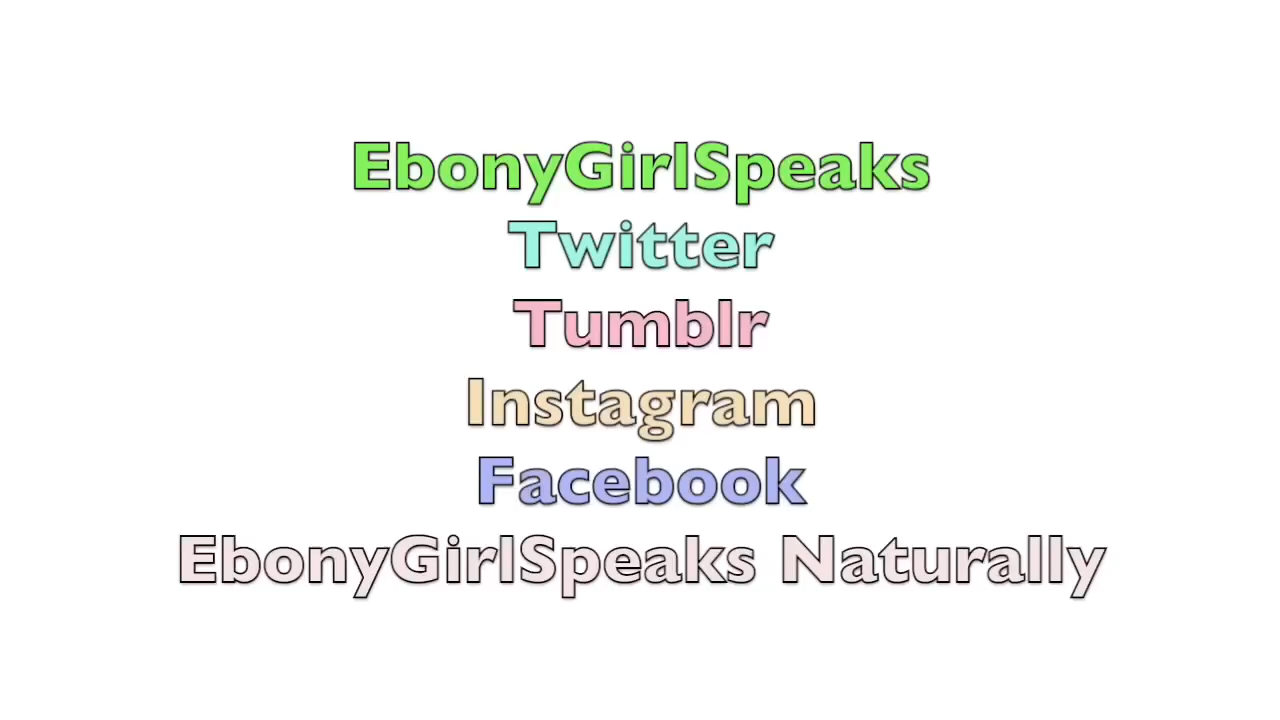 EbonyGirlSpeaks
Twitter
Tumblr
Instagram
Facebook
EbonyGirlSpeaks Naturally